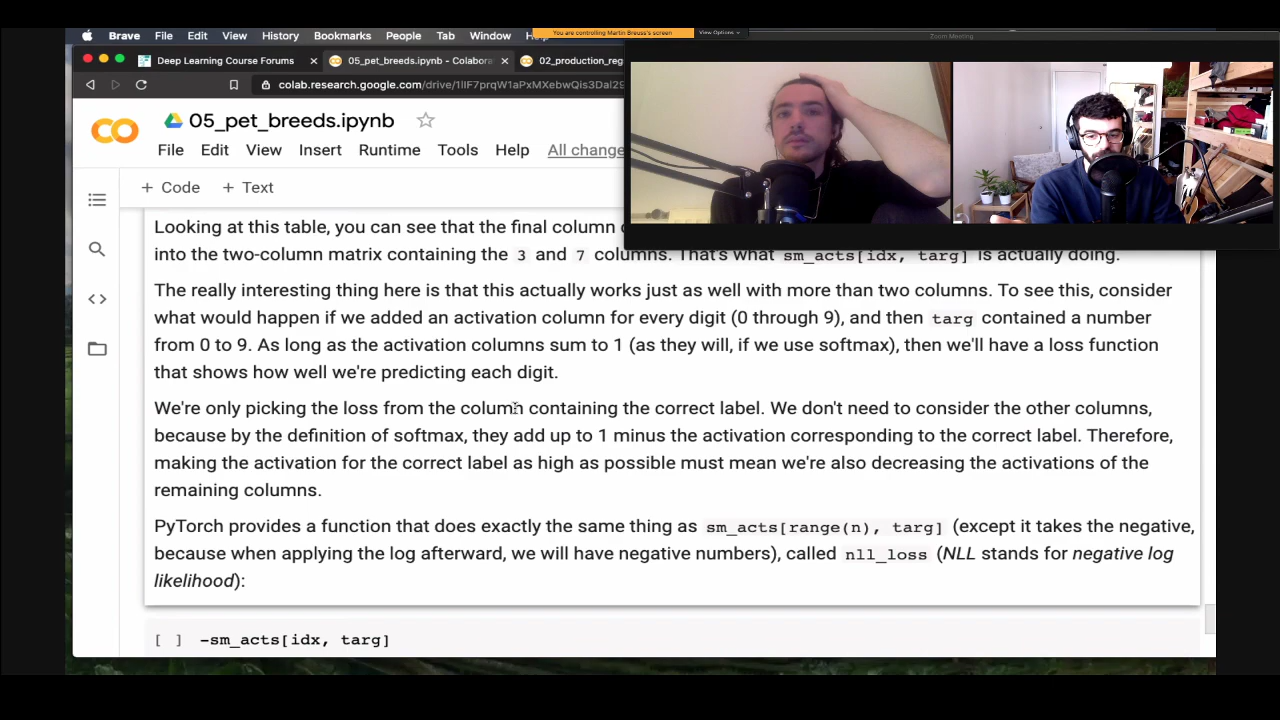 Brave File Edit View History Bookmarks People Tab Window
You are controlling Martin Breuss's screen
View Options
Zoom Meeting
Deep Learning Course Forums
05_pet_breeds.ipynb - Colabora
02_production_reg
colab.research.google.com/drive/
05_pet_breeds.ipynb
File Edit View Insert Runtime Tools Help All change
+ Code + Text
Looking at this table, you can see that the final column
into the two-column matrix containing the 3 and 7 columns. That's what sm_acts[idx, targ] is actually doing.
The really interesting thing here is that this actually works just as well with more than two columns. To see this, consider
what would happen if we added an activation column for every digit (0 through 9), and then targ contained a number
from 0 to 9. As long as the activation columns sum to 1 (as they will, if we use softmax), then we'll have a loss function
that shows how well we're predicting each digit.
We're only picking the loss from the column containing the correct label. We don't need to consider the other columns,
because by the definition of softmax, they add up to 1 minus the activation corresponding to the correct label. Therefore,
making the activation for the correct label as high as possible must mean we're also decreasing the activations of the
remaining columns.
PyTorch provides a function that does exactly the same thing as sm_acts[range(n), targ] (except it takes the negative,
because when applying the log afterward, we will have negative numbers), called nll_loss (NLL stands for negative log
likelihood):
[ ] -sm_acts[idx, targ]